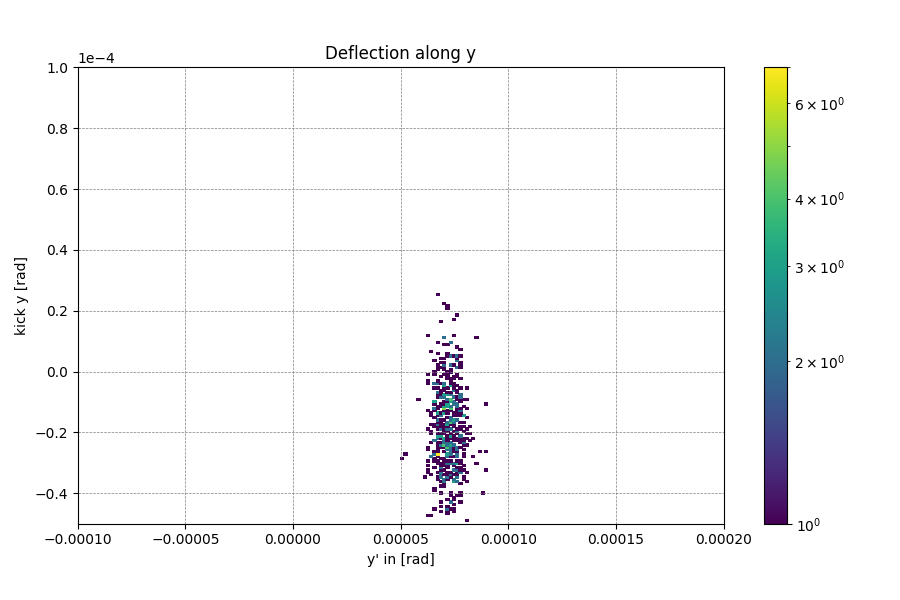 Deflection along y
1e−4
1.0
0.8
0.6
0.4
0.2
0.0
−0.2
−0.4
kick y [rad]
−0.00010 −0.00005 0.00000 0.00005 0.00010 0.00015 0.00020
y' in [rad]
6 × 10⁰
4 × 10⁰
3 × 10⁰
2 × 10⁰
10⁰